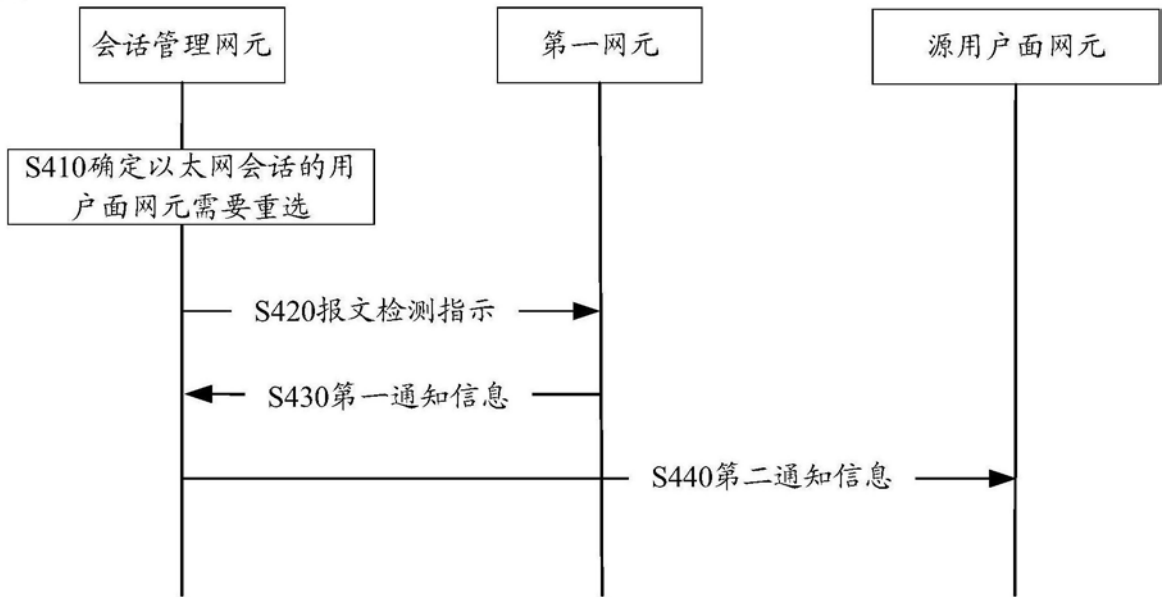 会话管理网元
第一网元
源用户面网元
S410确定以太网会话的用
户面网元需要重选
S420报文检测指示
S430第一通知信息
S440第二通知信息